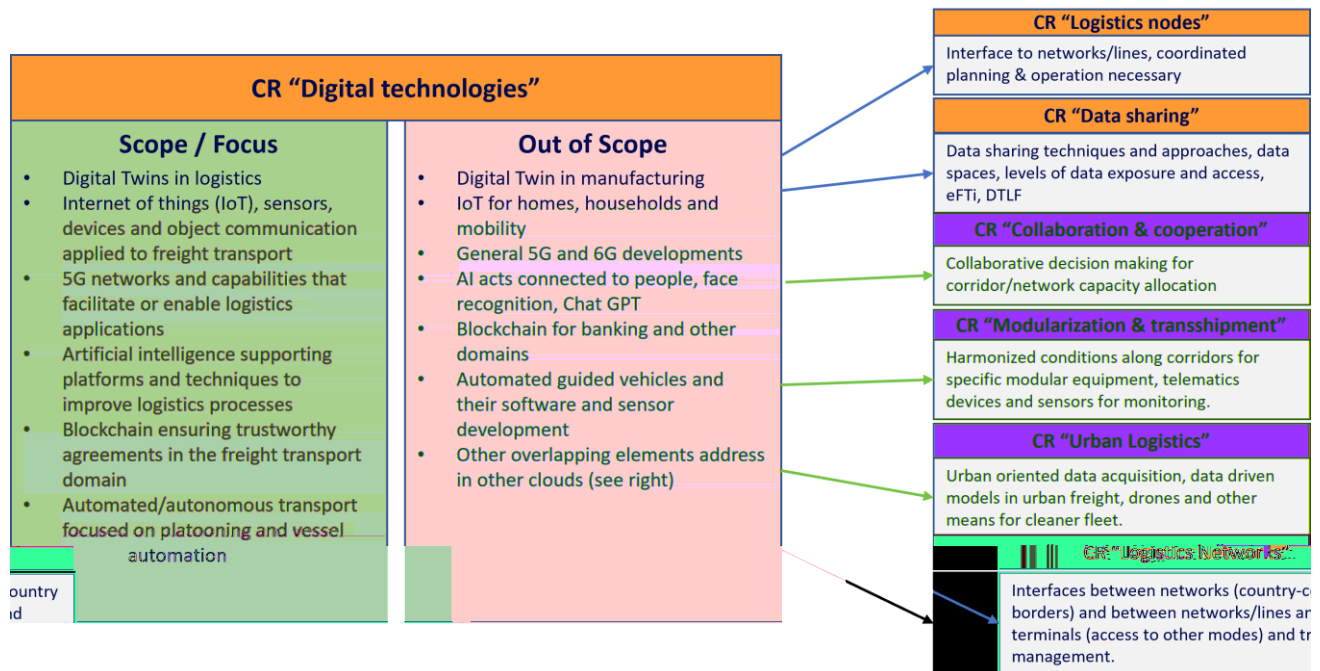 CR “Digital technologies”
Scope / Focus
• Digital Twins in logistics
• Internet of things (IoT), sensors,
devices and object communication
applied to freight transport
• 5G networks and capabilities that
facilitate or enable logistics
applications
• Artificial intelligence supporting
platforms and techniques to
improve logistics processes
• Blockchain ensuring trustworthy
agreements in the freight transport
domain
• Automated/autonomous transport
focused on platooning and vessel
automation
ountry
nd
Out of Scope
• Digital Twin in manufacturing
• IoT for homes, households and
mobility
• General 5G and 6G developments
• AI acts connected to people, face
recognition, Chat GPT
• Blockchain for banking and other
domains
• Automated guided vehicles and
their software and sensor
development
• Other overlapping elements address
in other clouds (see right)
CR “Logistics nodes”
Interface to networks/lines, coordinated
planning & operation necessary
CR “Data sharing”
Data sharing techniques and approaches, data
spaces, levels of data exposure and access,
eFTi, DTLF
CR “Collaboration & cooperation”
Collaborative decision making for
corridor/network capacity allocation
CR “Modularization & transshipment”
Harmonized conditions along corridors for
specific modular equipment, telematics
devices and sensors for monitoring.
CR “Urban Logistics”
Urban oriented data acquisition, data driven
models in urban freight, drones and other
means for cleaner fleet.
CR “Logistics Networks”
Interfaces between networks (country-c
borders) and between networks/lines an
terminals (access to other modes) and tr
management.